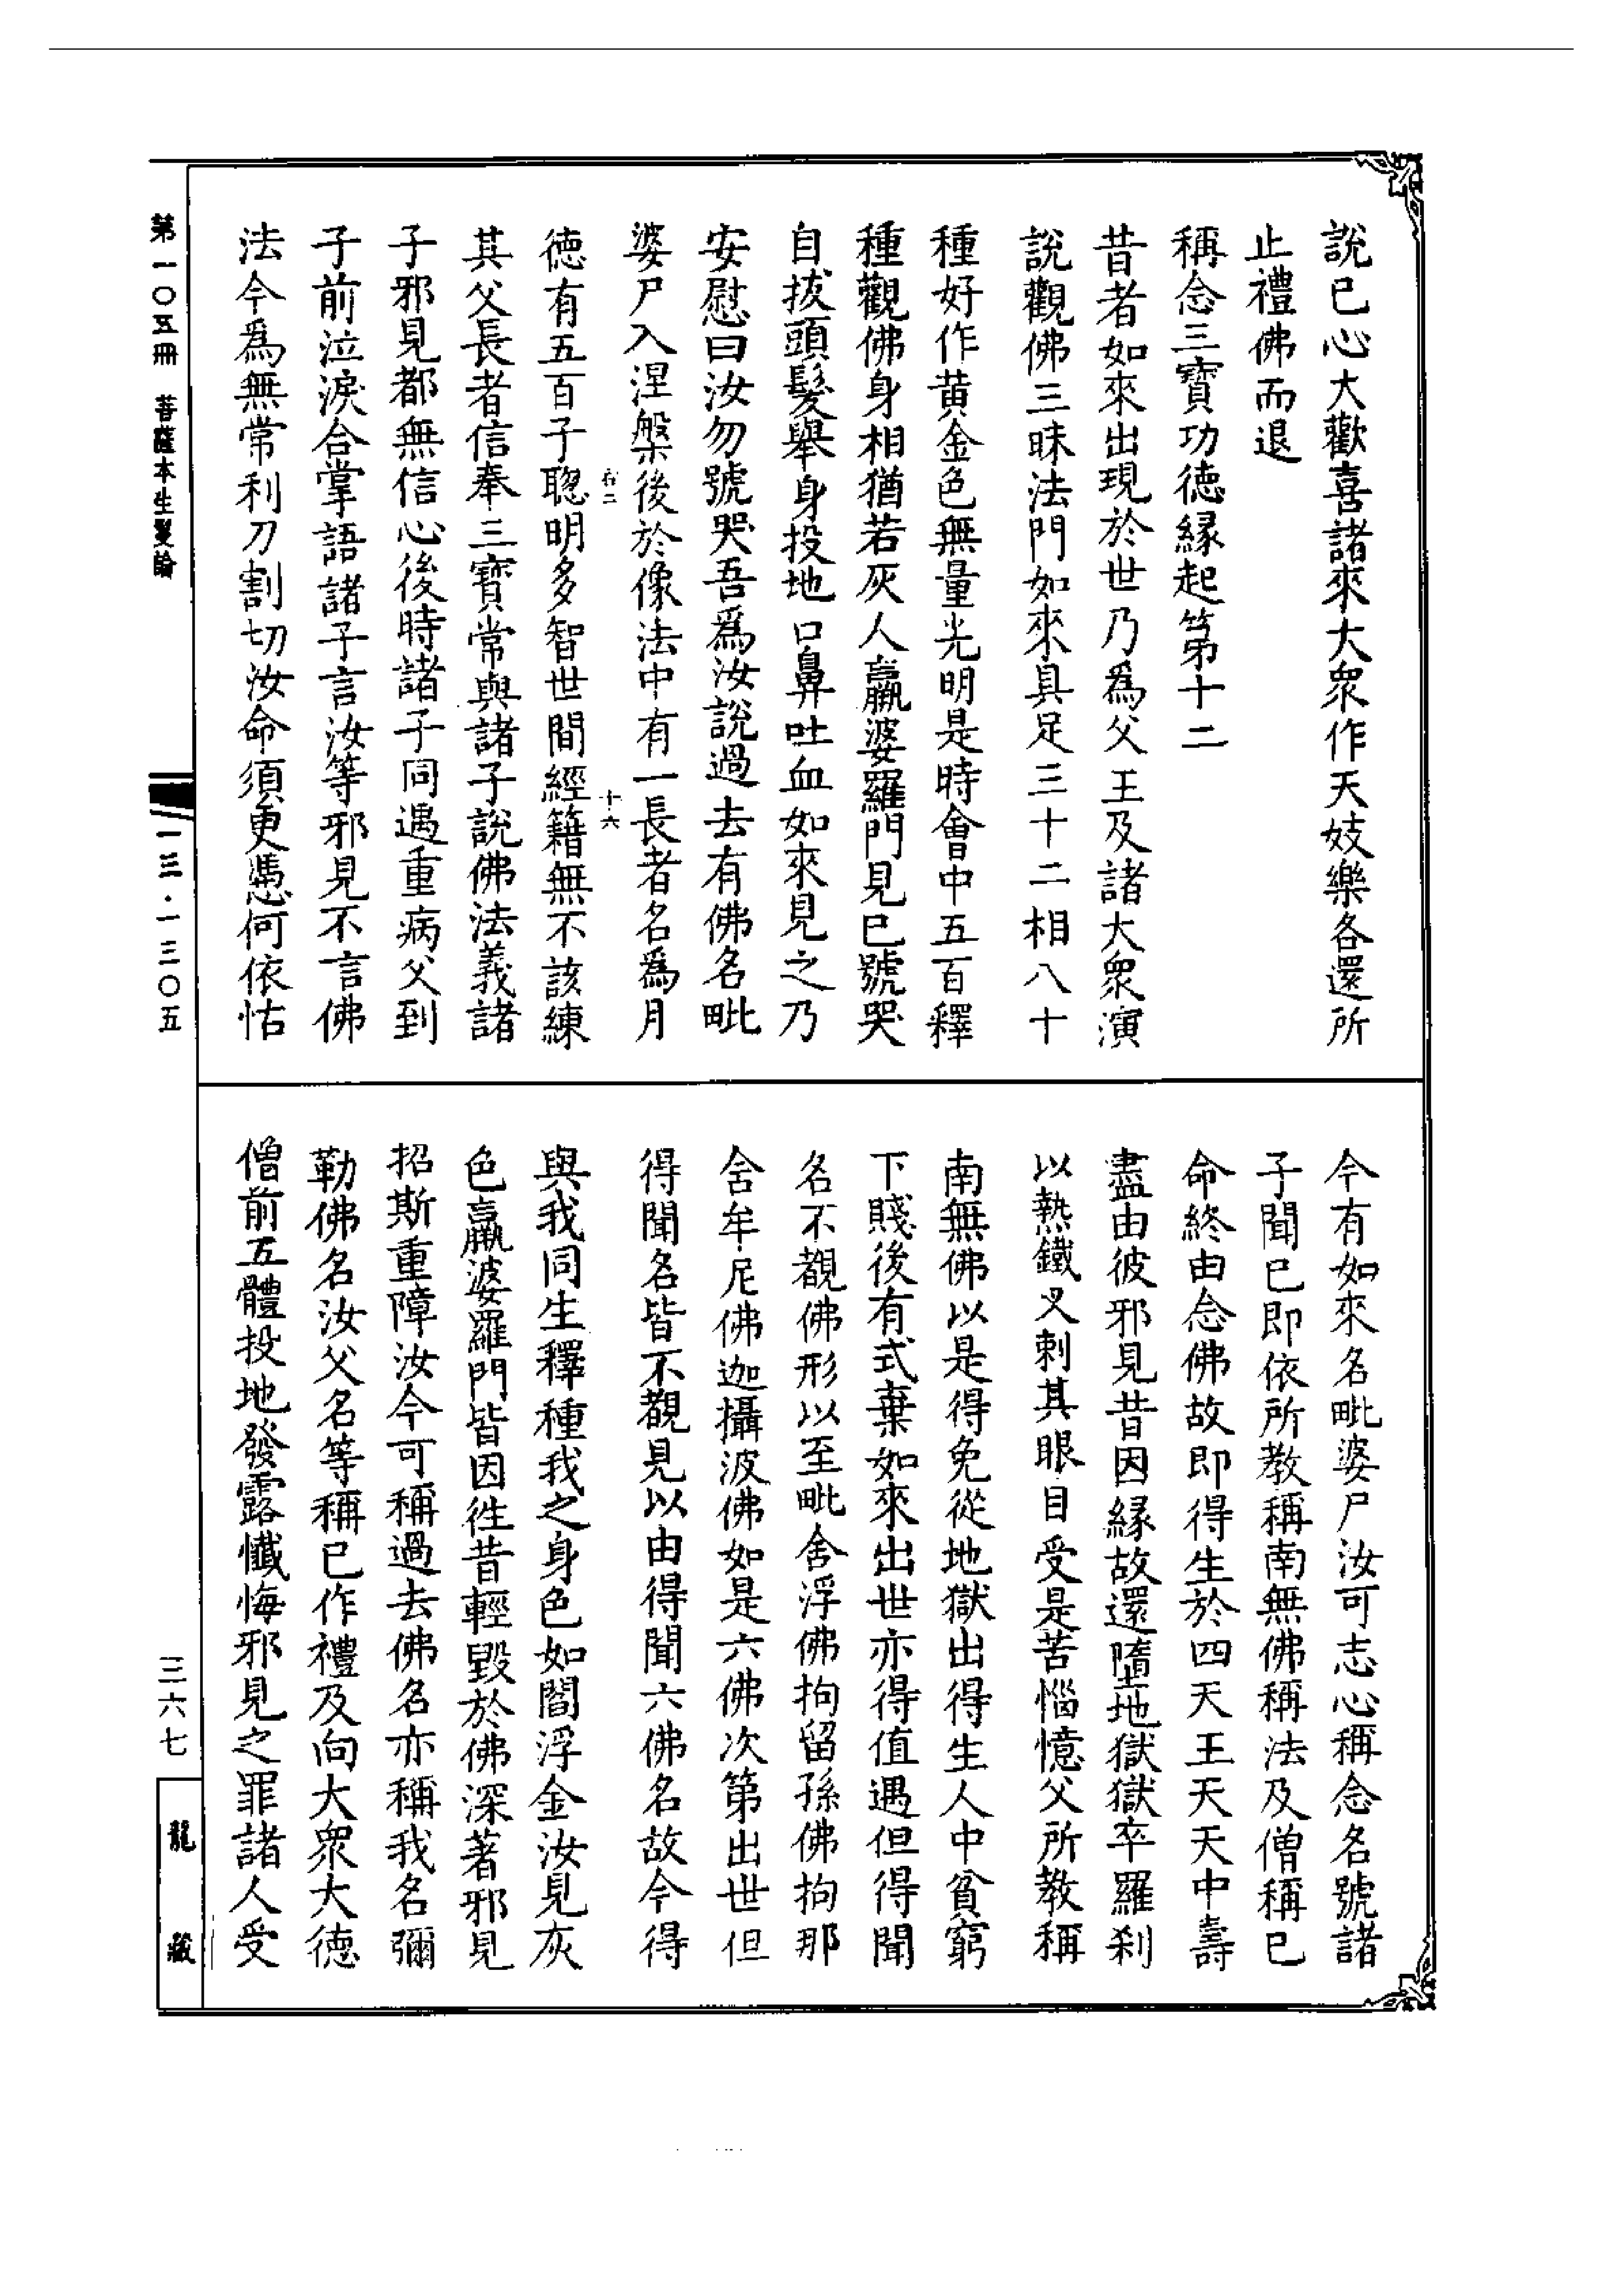 說已心大歡喜諸來大眾作天妓樂各還所
止禮佛而退
稱念三寶功德緣起第十二
昔者如來出現於世乃為父王及諸大眾演
說觀佛三昧法門如來具足三十二相八十
種好作黃金色無量光明是時會中五百釋
種觀佛身相猶若灰人羸婆羅門見已號哭
自拔頭髮舉身投地口鼻吐血如來見之乃
安慰曰汝勿號哭吾為汝說過去有佛名毗
婆尸入涅槃後於像法中有一長者名為月
德有五百子聰明多智世間經籍無不該練
其父長者信奉三寶常與諸子說佛法義諸
子邪見都無信心後時諸子同遇重病父到
子前泣淚合掌語諸子言汝等邪見不言佛
法今為無常利刀割切汝命須更憑何依怙
今有如來名毗婆尸汝可志心稱念名號諸
子聞已即依所教稱南無佛稱法及僧稱已
命終由念佛故即得生於四天王天天中壽
盡由彼邪見昔因緣故還墮地獄獄卒羅剎
以熱鐵叉刺其眼目受是苦惱憶父所教稱
南無佛以是得免從地獄出得生人中貧窮
下賤後有式棄如來出世亦得值遇但得聞
名不覩佛形以至毗舍浮佛拘留孫佛拘那
舍牟尼佛迦攝波佛如是六佛次第出世但
得聞名皆不覩見以由得聞六佛名故今得
與我同生釋種我之身色如閻浮金汝見灰
色羸婆羅門皆因徃昔輕毀於佛深著邪見
招斯重障汝今可稱過去佛名亦稱我名彌
勒佛名汝父名等稱已作禮及向大眾大德
僧前五體投地發露懺悔邪見之罪諸人受
第一〇五冊 菩薩本生鬘論
一三·一三〇五
三六七
龍藏
十六